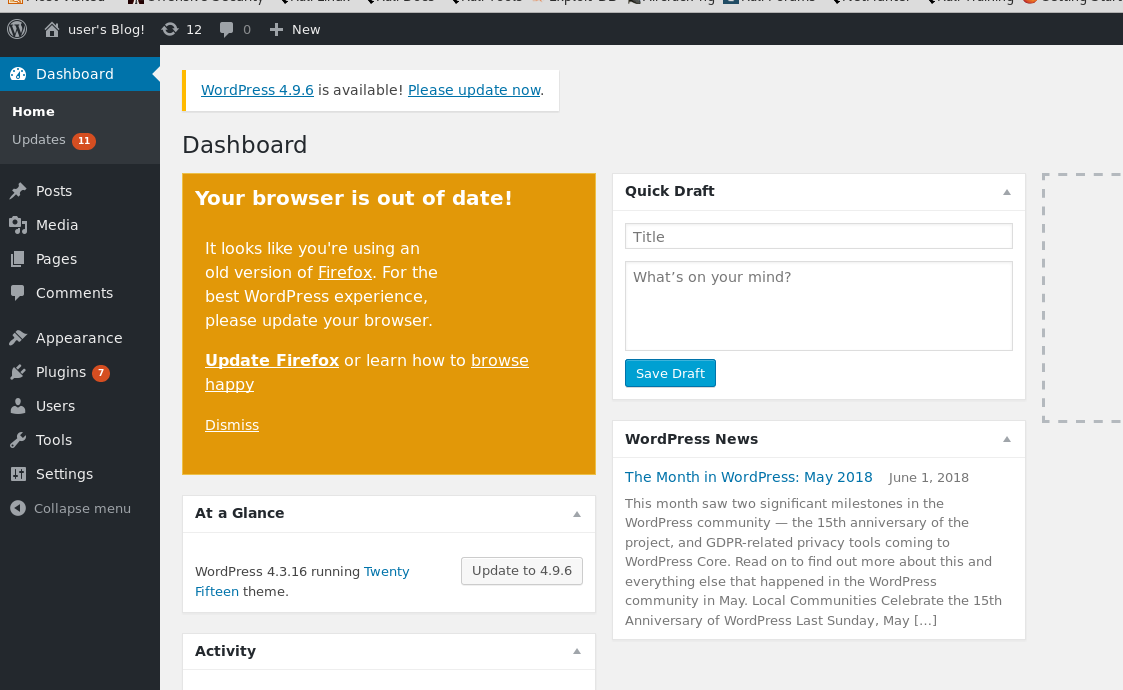 user's Blog!
12
0
New
Dashboard
Home
Updates 11
Posts
Media
Pages
Comments
Appearance
Plugins 7
Users
Tools
Settings
Collapse menu
WordPress 4.9.6 is available! Please update now.
Dashboard
Your browser is out of date!
It looks like you're using an
old version of Firefox. For the
best WordPress experience,
please update your browser.
Update Firefox or learn how to browse
happy
Dismiss
At a Glance
WordPress 4.3.16 running Twenty
Fifteen theme.
Update to 4.9.6
Activity
Quick Draft
Title
What’s on your mind?
Save Draft
WordPress News
The Month in WordPress: May 2018 June 1, 2018
This month saw two significant milestones in the
WordPress community — the 15th anniversary of the
project, and GDPR-related privacy tools coming to
WordPress Core. Read on to find out more about this and
everything else that happened in the WordPress
community in May. Local Communities Celebrate the 15th
Anniversary of WordPress Last Sunday, May […]